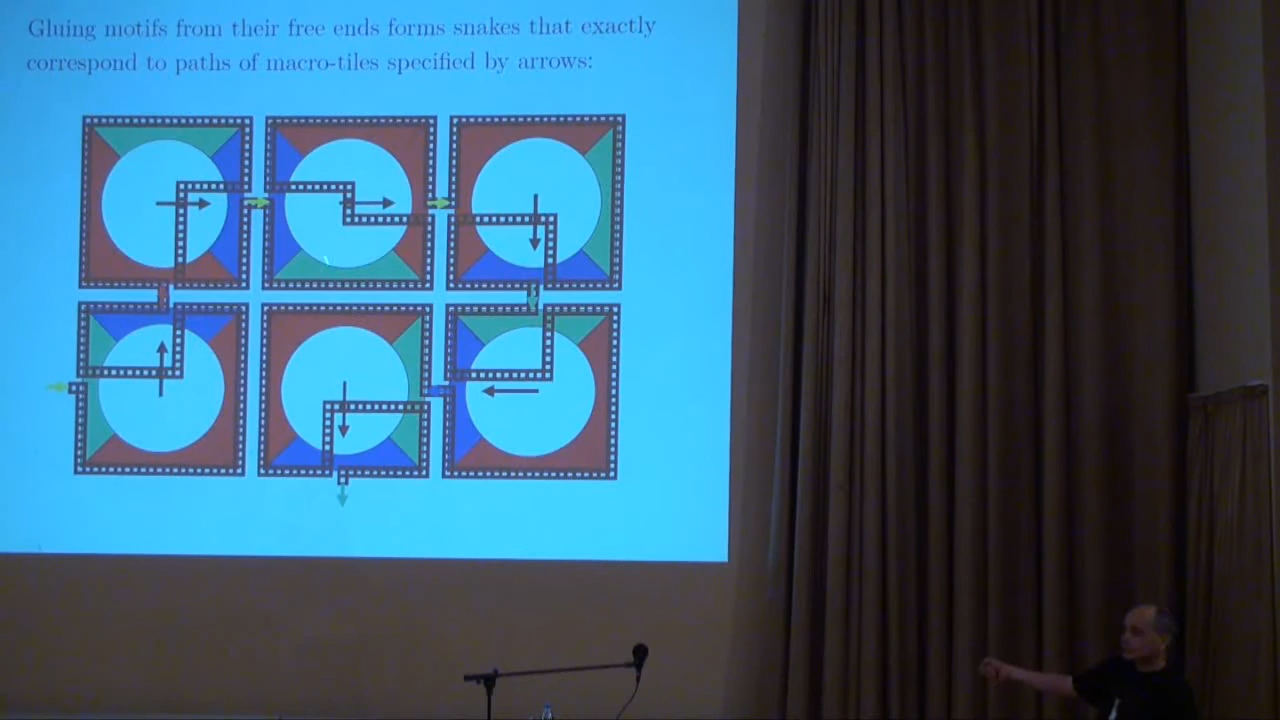 Gluing motifs from their free ends forms snakes that exactly
correspond to paths of macro-tiles specified by arrows: